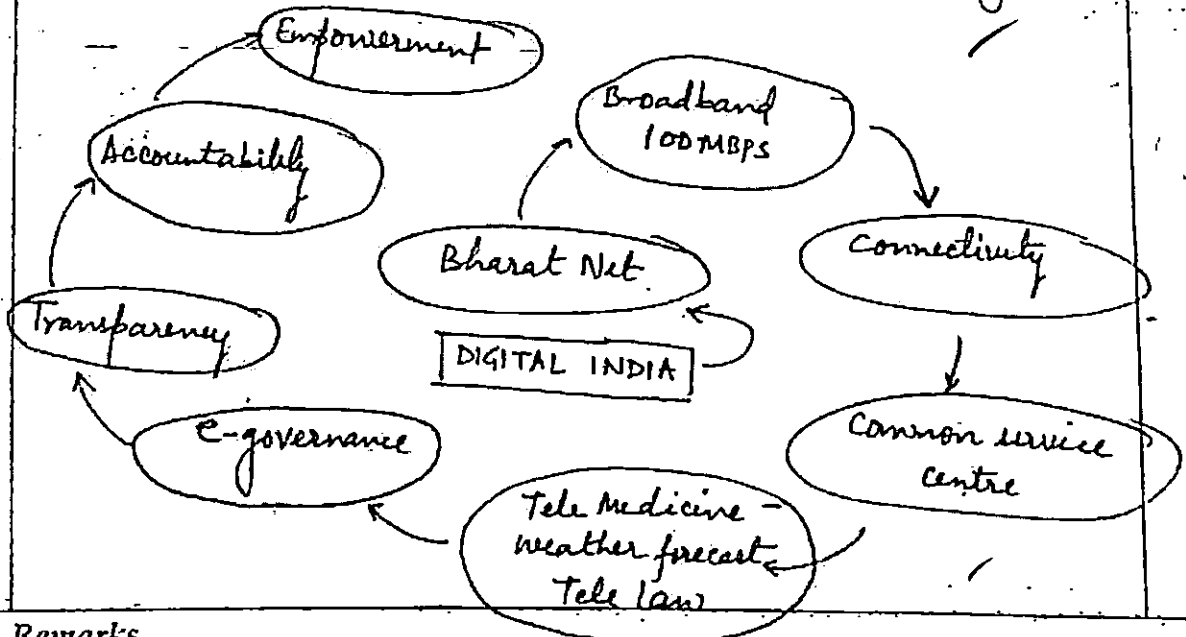 Empowerment
Broadband
100 MBPS
Accountability
Connectivity
Bharat Net
Transparency
DIGITAL INDIA
e-governance
Common service
centre
Tele Medicine -
weather forecast
Tele law
Remarks